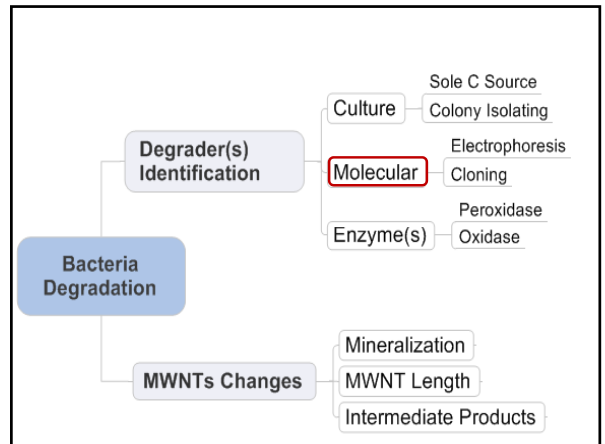 Sole C Source
Culture
Colony Isolating
Degrader(s)
Identification
Electrophoresis
Molecular
Cloning
Peroxidase
Enzyme(s)
Oxidase
Bacteria
Degradation
Mineralization
MWNTs Changes
MWNT Length
Intermediate Products